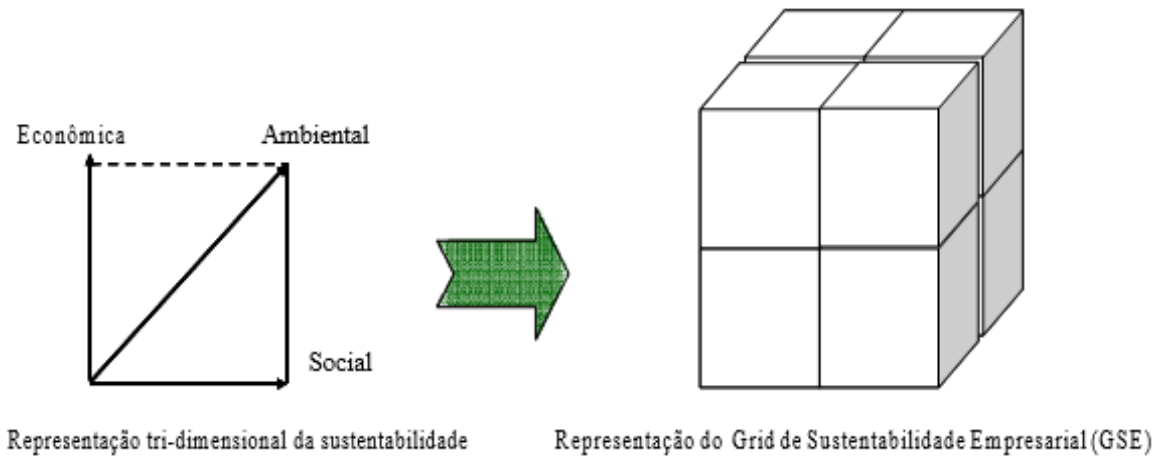 Econômica
Ambiental
Social
Representação tri-dimensional da sustentabilidade
Representação do Grid de Sustentabilidade Empresarial (GSE)